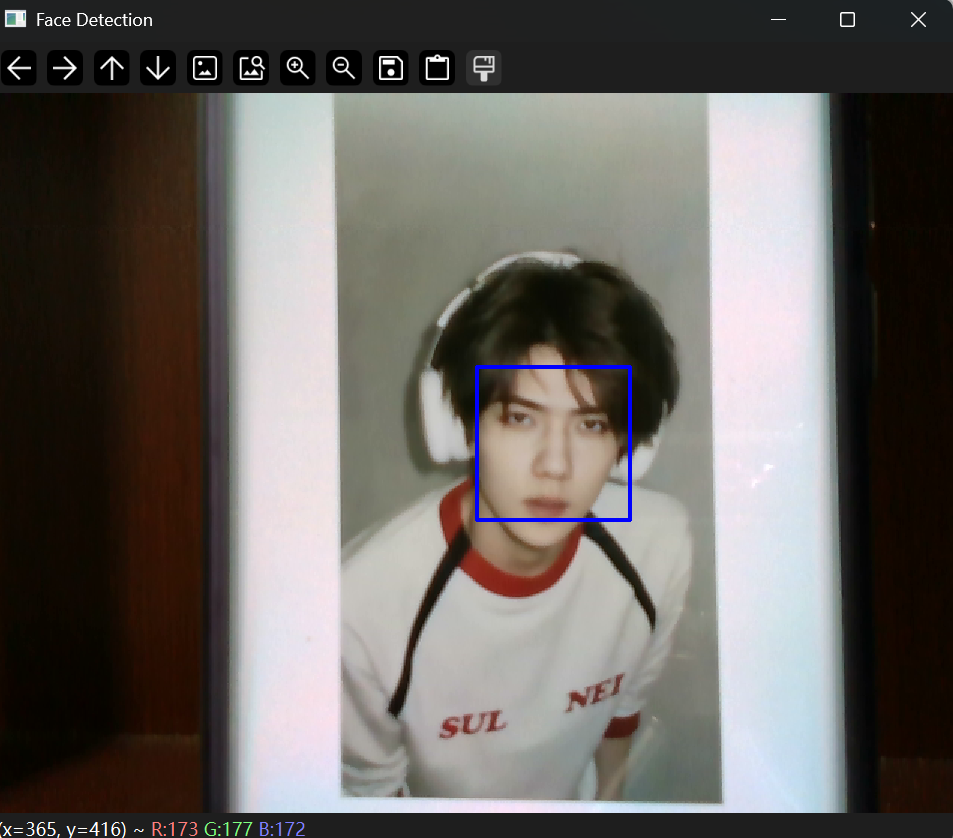 Face Detection
SUL NEI
(x=365, y=416) ~ R:173 G:177 B:172